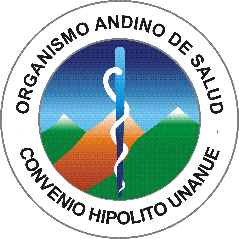 ORGANISMO ANDINO DE SALUD
CONVENIO HIPOLITO UNANUE